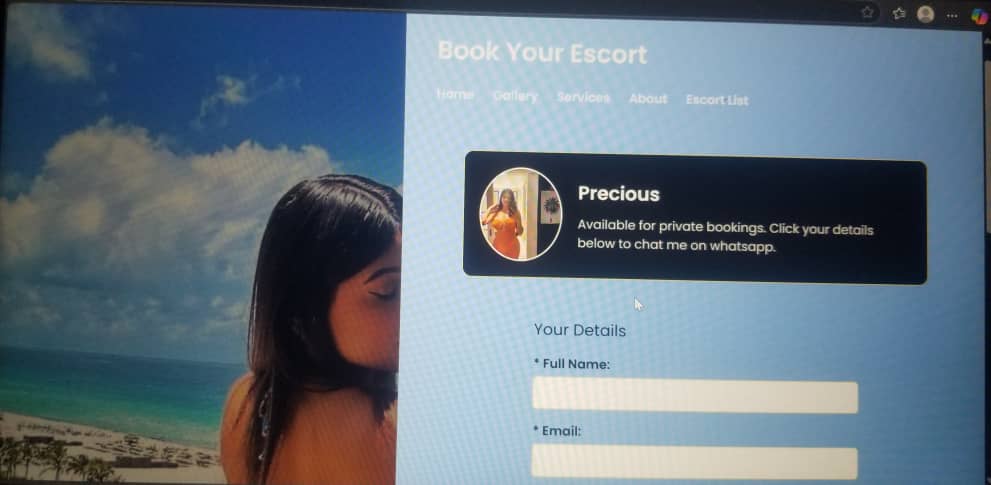 Book Your Escort
Home Gallery Services About Escort List
Precious
Available for private bookings. Click your details
below to chat me on whatsapp.
Your Details
* Full Name:
* Email: